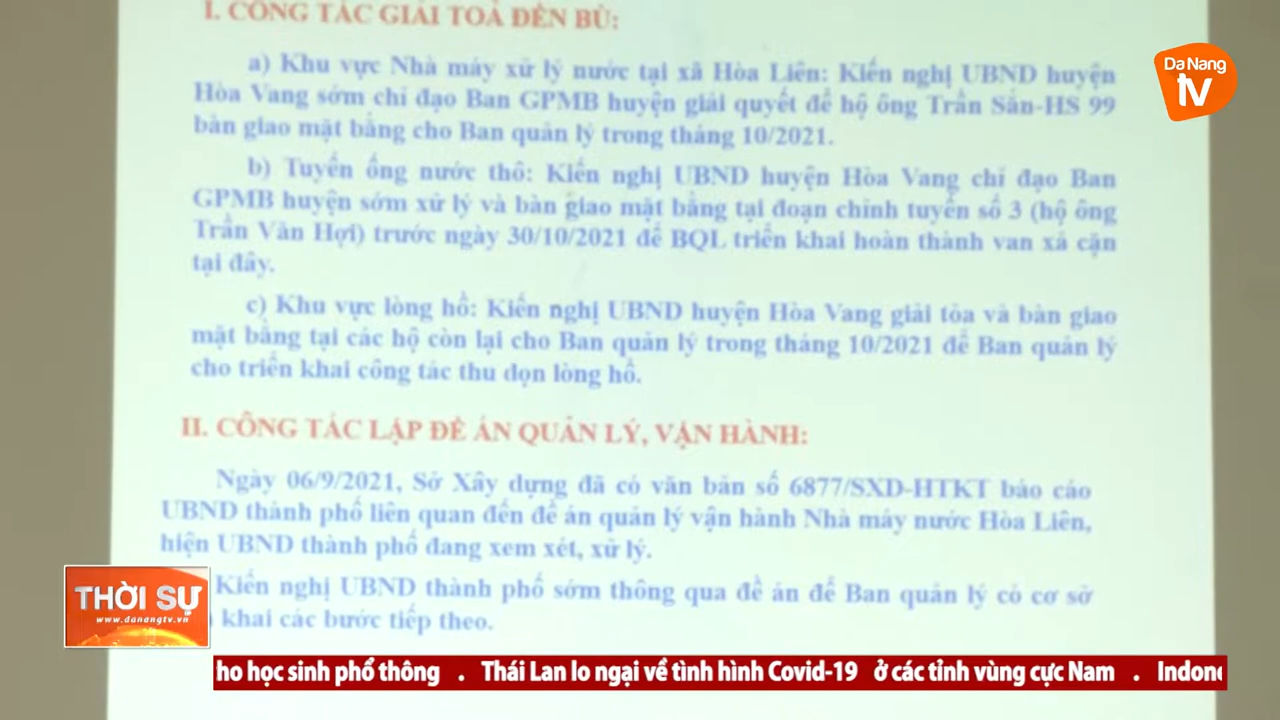 I. CÔNG TÁC GIẢI TOẢ ĐỀN BÙ:
a) Khu vực Nhà máy xử lý nước tại xã Hòa Liên: Kiến nghị UBND huyện
Hòa Vang sớm chỉ đạo Ban GPMB huyện giải quyết để hộ ông Trần Sắn-HS 99
bàn giao mặt bằng cho Ban quản lý trong tháng 10/2021.
b) Tuyến ống nước thô: Kiến nghị UBND huyện Hòa Vang chỉ đạo Ban
GPMB huyện sớm xử lý và bàn giao mặt bằng tại đoạn chính tuyến số 3 (hộ ông
Trần Văn Hợi) trước ngày 30/10/2021 để BQL triển khai hoàn thành van xả cặn
tại đây.
c) Khu vực lòng hồ: Kiến nghị UBND huyện Hòa Vang giải tỏa và bàn giao
mặt bằng tại các hộ còn lại cho Ban quản lý trong tháng 10/2021 để Ban quản lý
cho triển khai công tác thu dọn lòng hồ.
II. CÔNG TÁC LẬP ĐỀ ÁN QUẢN LÝ, VẬN HÀNH:
Ngày 06/9/2021, Sở Xây dựng đã có văn bản số 6877/SXD-HTKT báo cáo
UBND thành phố liên quan đến đề án quản lý vận hành Nhà máy nước Hòa Liên,
hiện UBND thành phố đang xem xét, xử lý.
Kiến nghị UBND thành phố sớm thông qua đề án để Ban quản lý có cơ sở
khai các bước tiếp theo.
Da Nang
tv
THỜI SỰ
www.danangtv.vn
ho học sinh phổ thông . Thái Lan lo ngại về tình hình Covid-19 ở các tỉnh vùng cực Nam . Indone